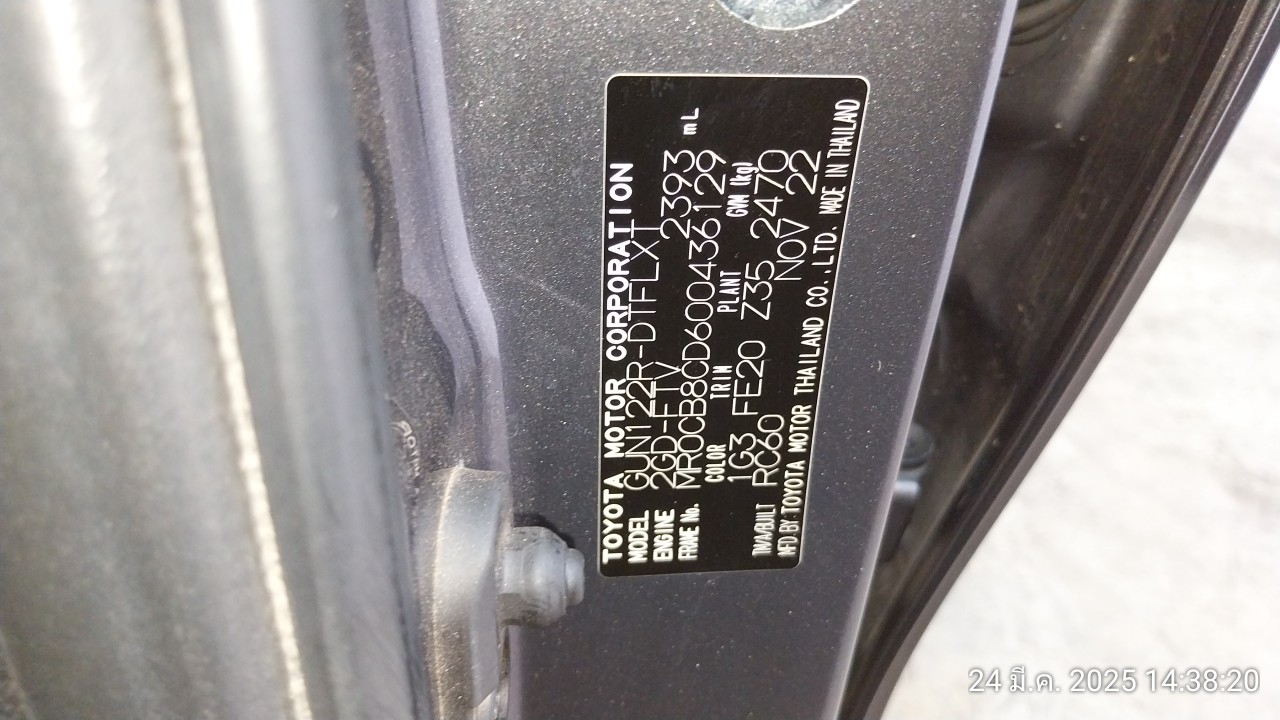 TOYOTA MOTOR CORPORATION
MODEL GUN122R-DTFLXT
ENGINE 2GD-FTV 2393 mL
FRAME No. MR0CB8CD600436129
COLOR TRIM PLANT GVM (kg)
1G3 FE20 Z35 2470
T/A/BUILT RC60 NOV 22
MFD BY TOYOTA MOTOR THAILAND CO.,LTD. MADE IN THAILAND
24 มี.ค. 2025 14:38:20